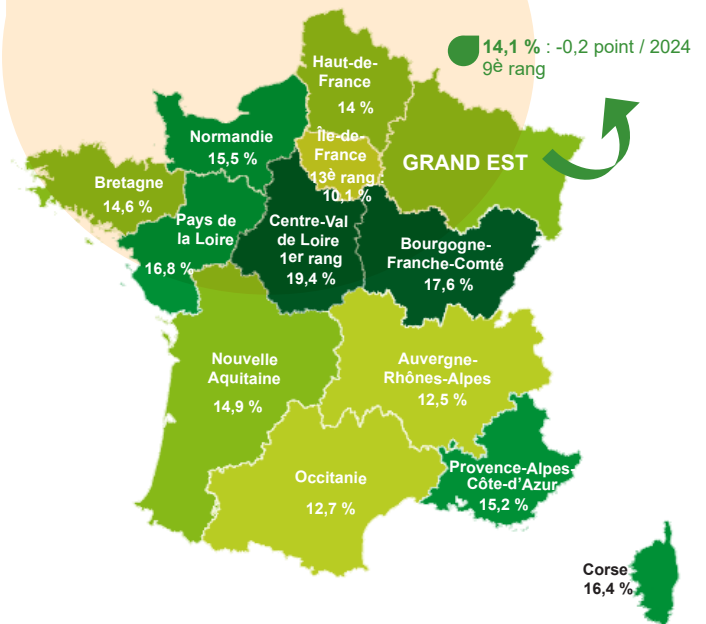 14,1 % : -0,2 point / 2024
9è rang
Haut-de-
France
14 %
Normandie
15,5 %
Île-de-
France
13è rang :
10,1 %
GRAND EST
Bretagne
14,6 %
Pays de
la Loire
16,8 %
Centre-Val
de Loire
1er rang
19,4 %
Bourgogne-
Franche-Comté
17,6 %
Nouvelle
Aquitaine
14,9 %
Auvergne-
Rhônes-Alpes
12,5 %
Occitanie
12,7 %
Provence-Alpes-
Côte-d'Azur
15,2 %
Corse
16,4 %